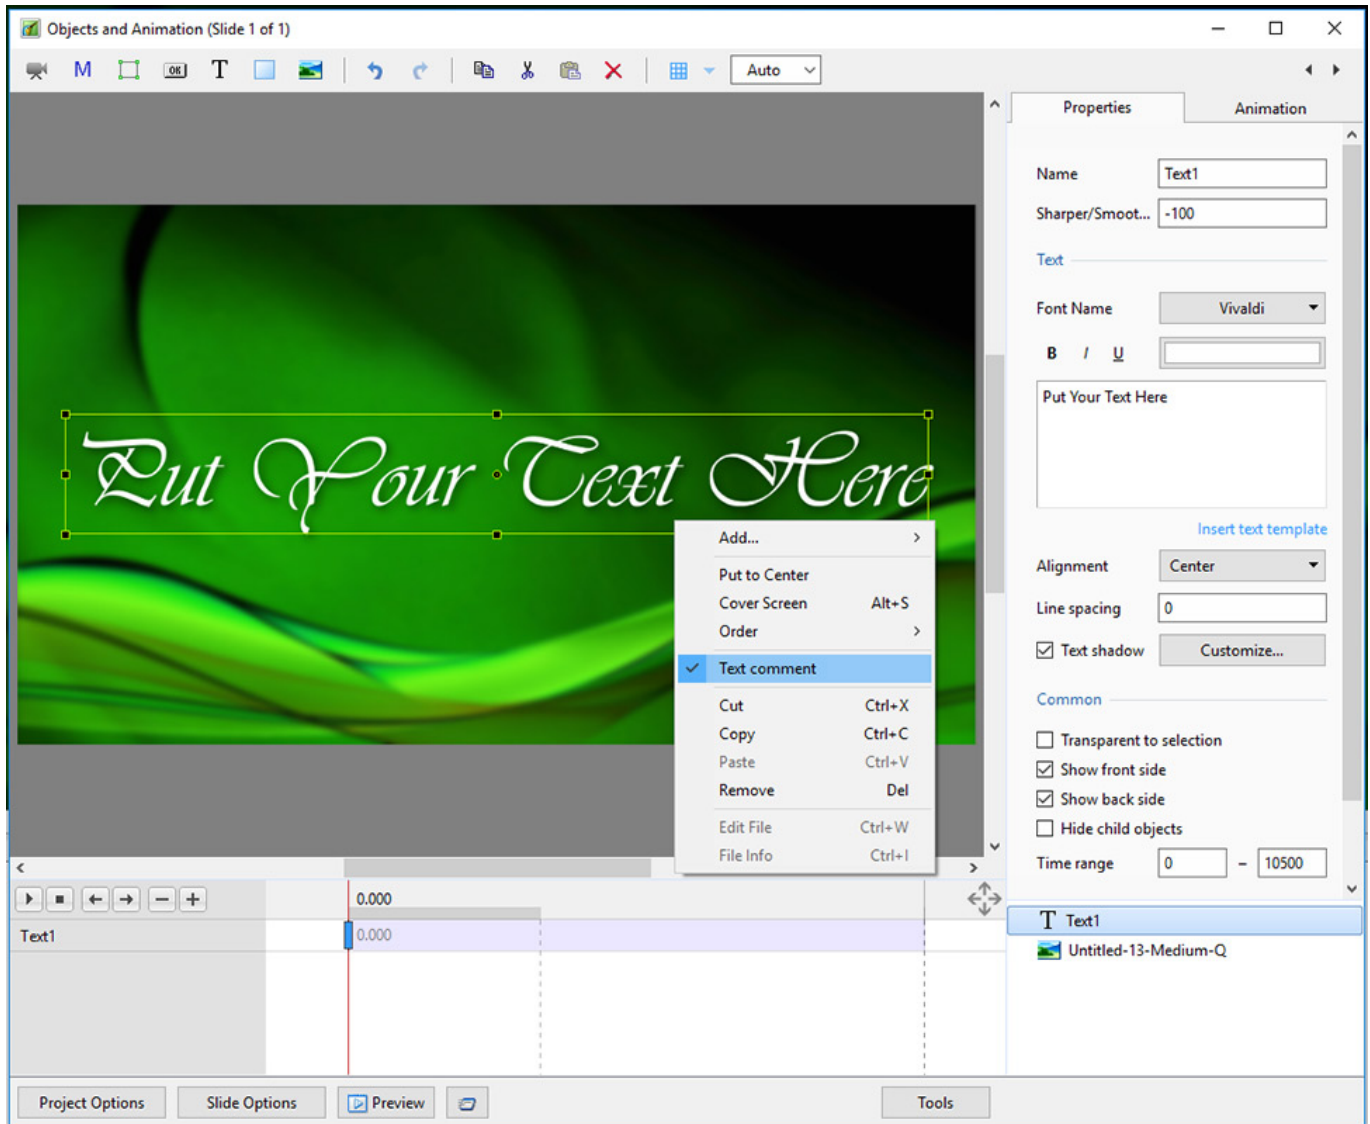 Objects and Animation (Slide 1 of 1)
M OK T Auto
Properties Animation
Name Text1
Sharper/Smoot... -100
Text
Font Name Vivaldi
B I U
Put Your Text Here
Insert text template
Alignment Center
Line spacing 0
Text shadow Customize...
Common
Transparent to selection
Show front side
Show back side
Hide child objects
Time range 0 – 10500
T Text1
Untitled-13-Medium-Q
Put Your Text Here
Add...
Put to Center
Cover Screen Alt+S
Order
Text comment
Cut Ctrl+X
Copy Ctrl+C
Paste Ctrl+V
Remove Del
Edit File Ctrl+W
File Info Ctrl+I
0.000
Text1 0.000
Project Options Slide Options Preview Tools